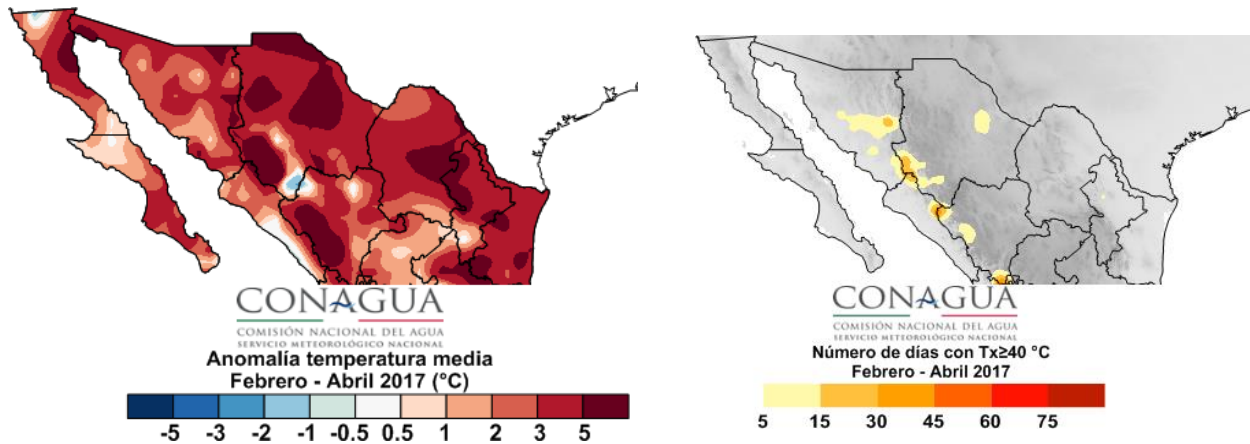 CONAGUA
COMISIÓN NACIONAL DEL AGUA
SERVICIO METEOROLÓGICO NACIONAL
Anomalía temperatura media
Febrero - Abril 2017 (°C)
-5 -3 -2 -1 -0.5 0.5 1 2 3 5
CONAGUA
COMISIÓN NACIONAL DEL AGUA
SERVICIO METEOROLÓGICO NACIONAL
Número de días con Tx≥40 °C
Febrero - Abril 2017
5 15 30 45 60 75